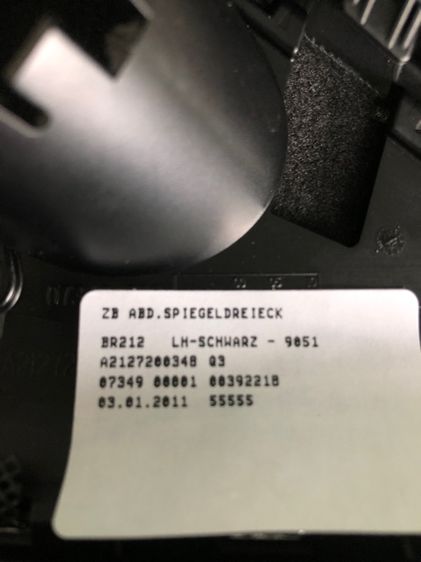 ZB ABD.SPIEGELDREIECK
BR212 LH-SCHWARZ - 9051
A2127200348 Q3
07349 00001 00392218
03.01.2011 55555